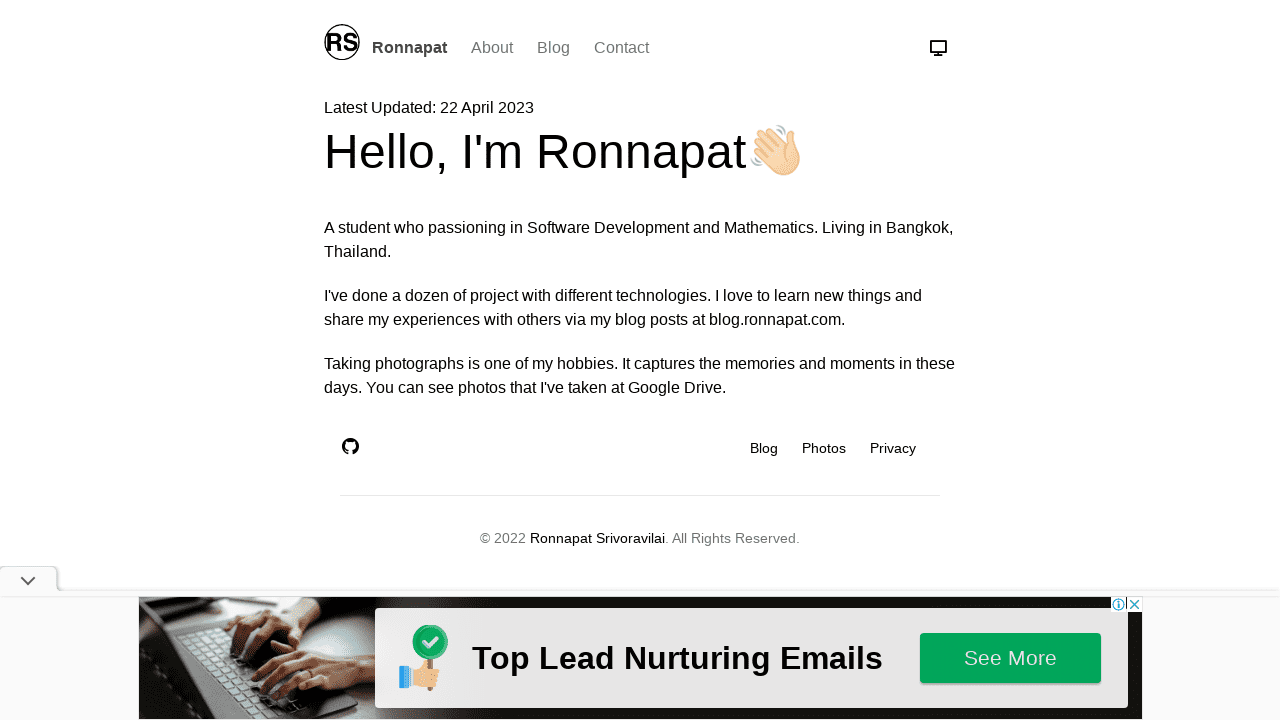 RS Ronnapat About Blog Contact
Latest Updated: 22 April 2023
Hello, I'm Ronnapat
A student who passioning in Software Development and Mathematics. Living in Bangkok,
Thailand.
I've done a dozen of project with different technologies. I love to learn new things and
share my experiences with others via my blog posts at blog.ronnapat.com.
Taking photographs is one of my hobbies. It captures the memories and moments in these
days. You can see photos that I've taken at Google Drive.
Blog Photos Privacy
© 2022 Ronnapat Srivoravilai. All Rights Reserved.
Top Lead Nurturing Emails
See More